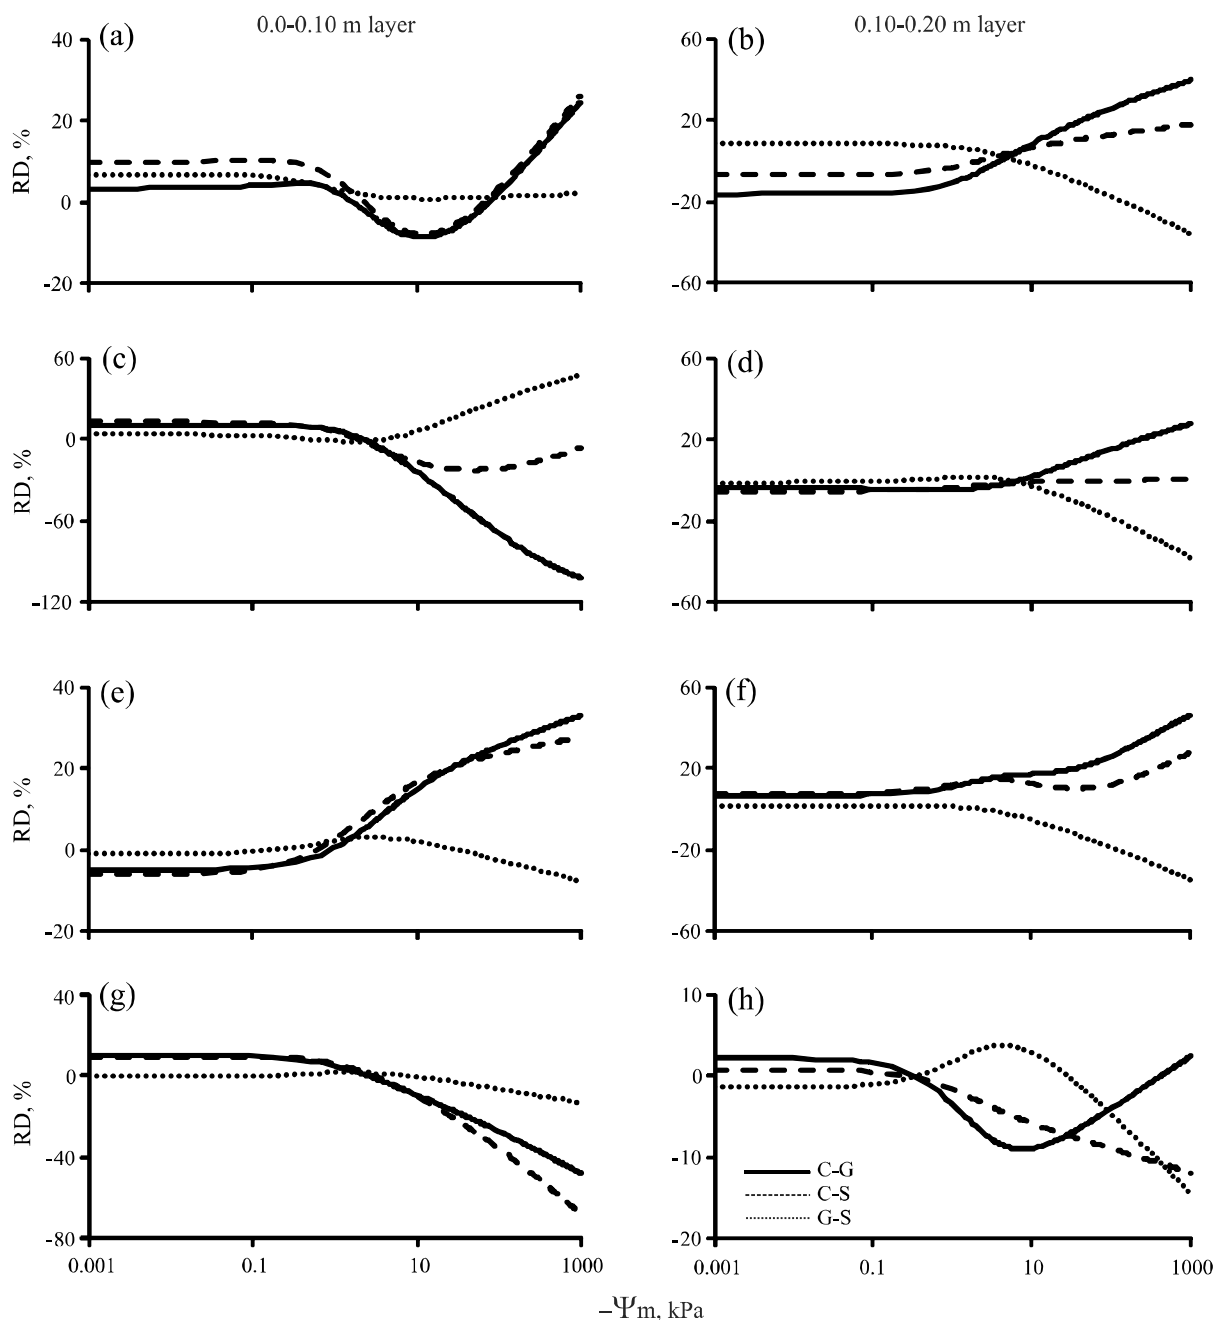 0.0-0.10 m layer
0.10-0.20 m layer
(a)
40
20
0
-20
RD, %
0.001
0.1
10
1000
(b)
60
20
-20
-60
(c)
60
0
-60
-120
RD, %
(d)
60
20
-20
-60
(e)
40
20
0
-20
RD, %
(f)
60
20
-20
-60
(g)
40
0
-40
-80
RD, %
(h)
10
0
-10
-20
C-G
C-S
G-S
0.001
0.1
10
1000
–Ψm, kPa